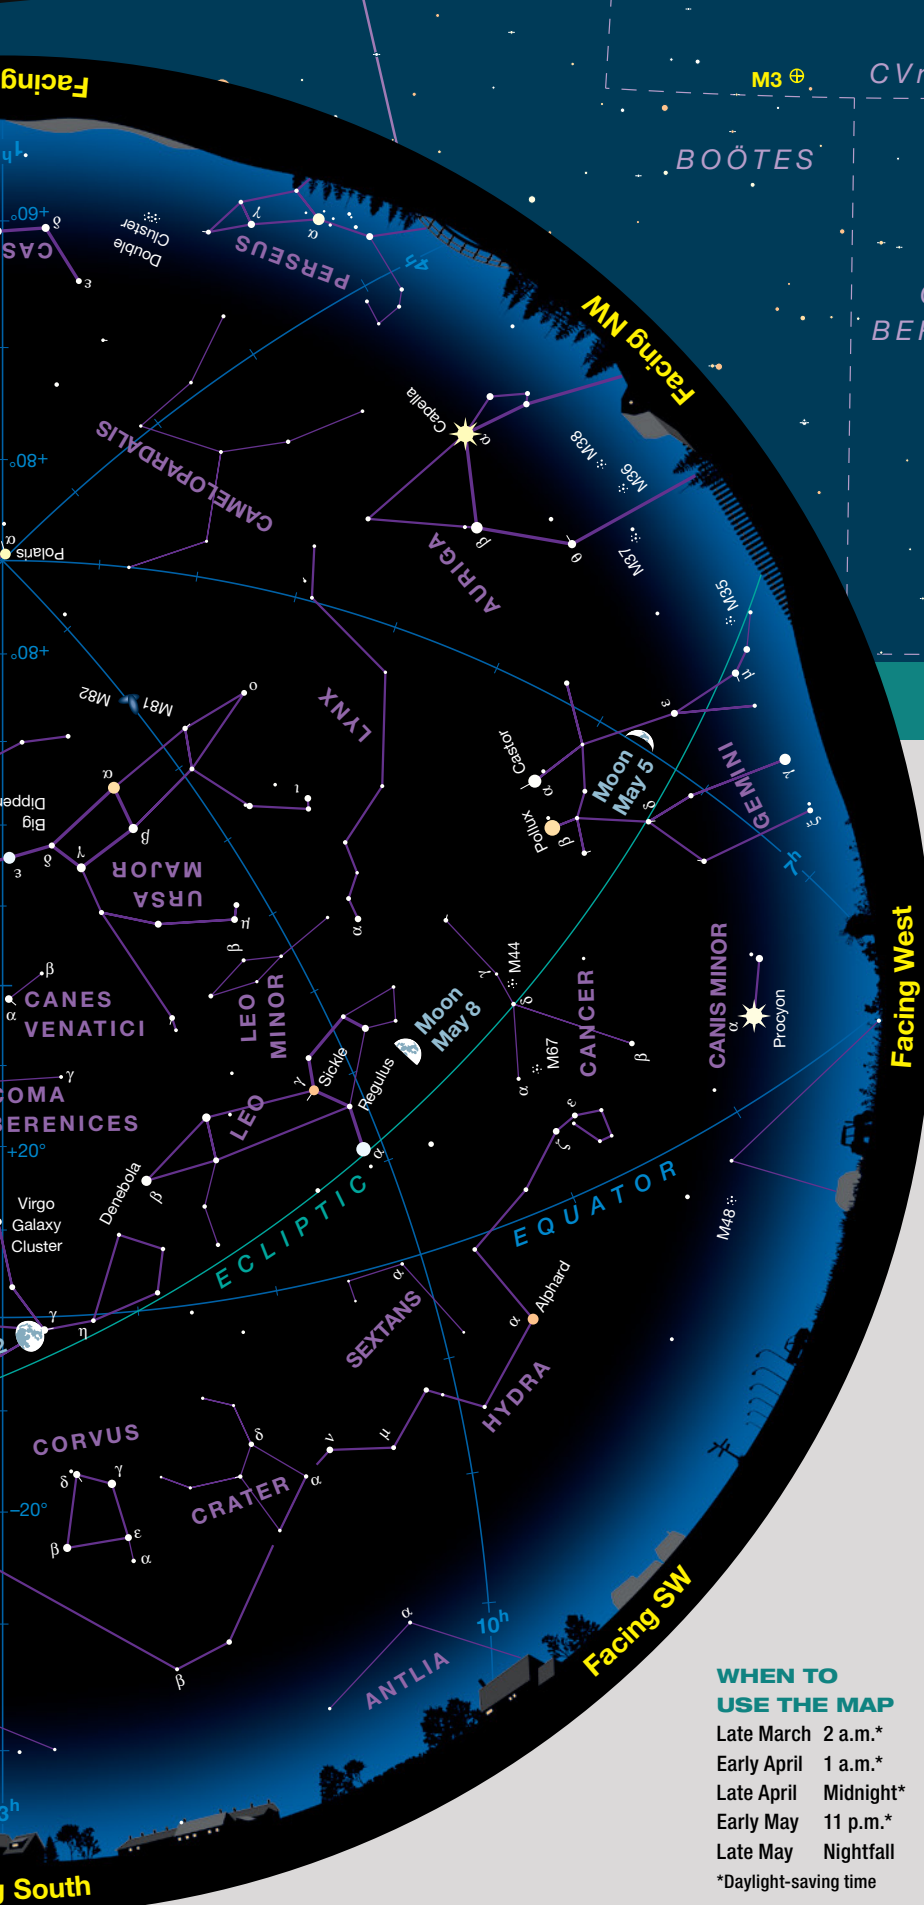 Facing
M3
CVn
BOÖTES
BER
1h
+60°
δ
CAS
ε
Double
Cluster
γ
α
PERSEUS
4h
Facing NW
Capella
α
M38
M36
M37
β
θ
AURIGA
CAMELOPARDALIS
+80°
α
Polaris
M35
μ
ε
+80°
M82
M81
ο
LYNX
Castor
α
Pollux
β
Moon
May 5
δ
GEMINI
γ
ξ
7h
α
Big
Dipper
β
γ
δ
ε
ι
URSA
MAJOR
μ
α
β
α
CANES
VENATICI
β
LEO
MINOR
γ
M44
δ
CANCER
M67
β
α
CANIS MINOR
α
Procyon
Facing West
Moon
May 8
γ
COMA
BERENICES
γ
Sickle
Regulus
α
LEO
+20°
Denebola
β
Virgo
Galaxy
Cluster
ECLIPTIC
EQUATOR
ε
ζ
M48
γ
η
α
SEXTANS
α
Alphard
HYDRA
CORVUS
δ
γ
β
ε
α
δ
ν
μ
α
CRATER
–20°
10h
α
ANTLIA
β
Facing SW
3h
g South
WHEN TO
USE THE MAP
Late March 2 a.m.*
Early April 1 a.m.*
Late April Midnight*
Early May 11 p.m.*
Late May Nightfall
*Daylight-saving time